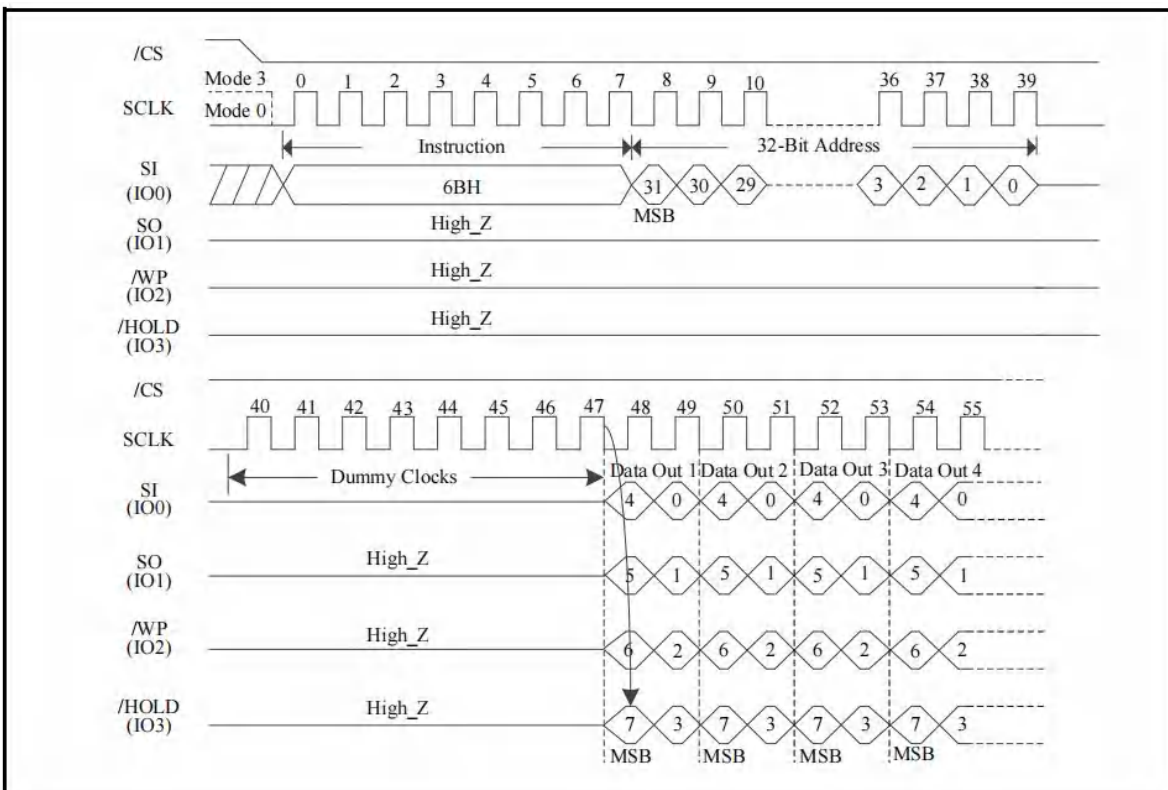 /CS
Mode 3
0 1 2 3 4 5 6 7 8 9 10 36 37 38 39
SCLK
Mode 0
Instruction
32-Bit Address
SI
(IO0)
6BH
31 30 29 3 2 1 0
MSB
SO
(IO1)
High_Z
/WP
(IO2)
High_Z
/HOLD
(IO3)
High_Z
/CS
40 41 42 43 44 45 46 47 48 49 50 51 52 53 54 55
SCLK
Dummy Clocks
Data Out 1 Data Out 2 Data Out 3 Data Out 4
SI
(IO0)
4 0 4 0 4 0 4 0
SO
(IO1)
High_Z
5 1 5 1 5 1 5 1
/WP
(IO2)
High_Z
6 2 6 2 6 2 6 2
/HOLD
(IO3)
High_Z
7 3 7 3 7 3 7 3
MSB MSB MSB MSB